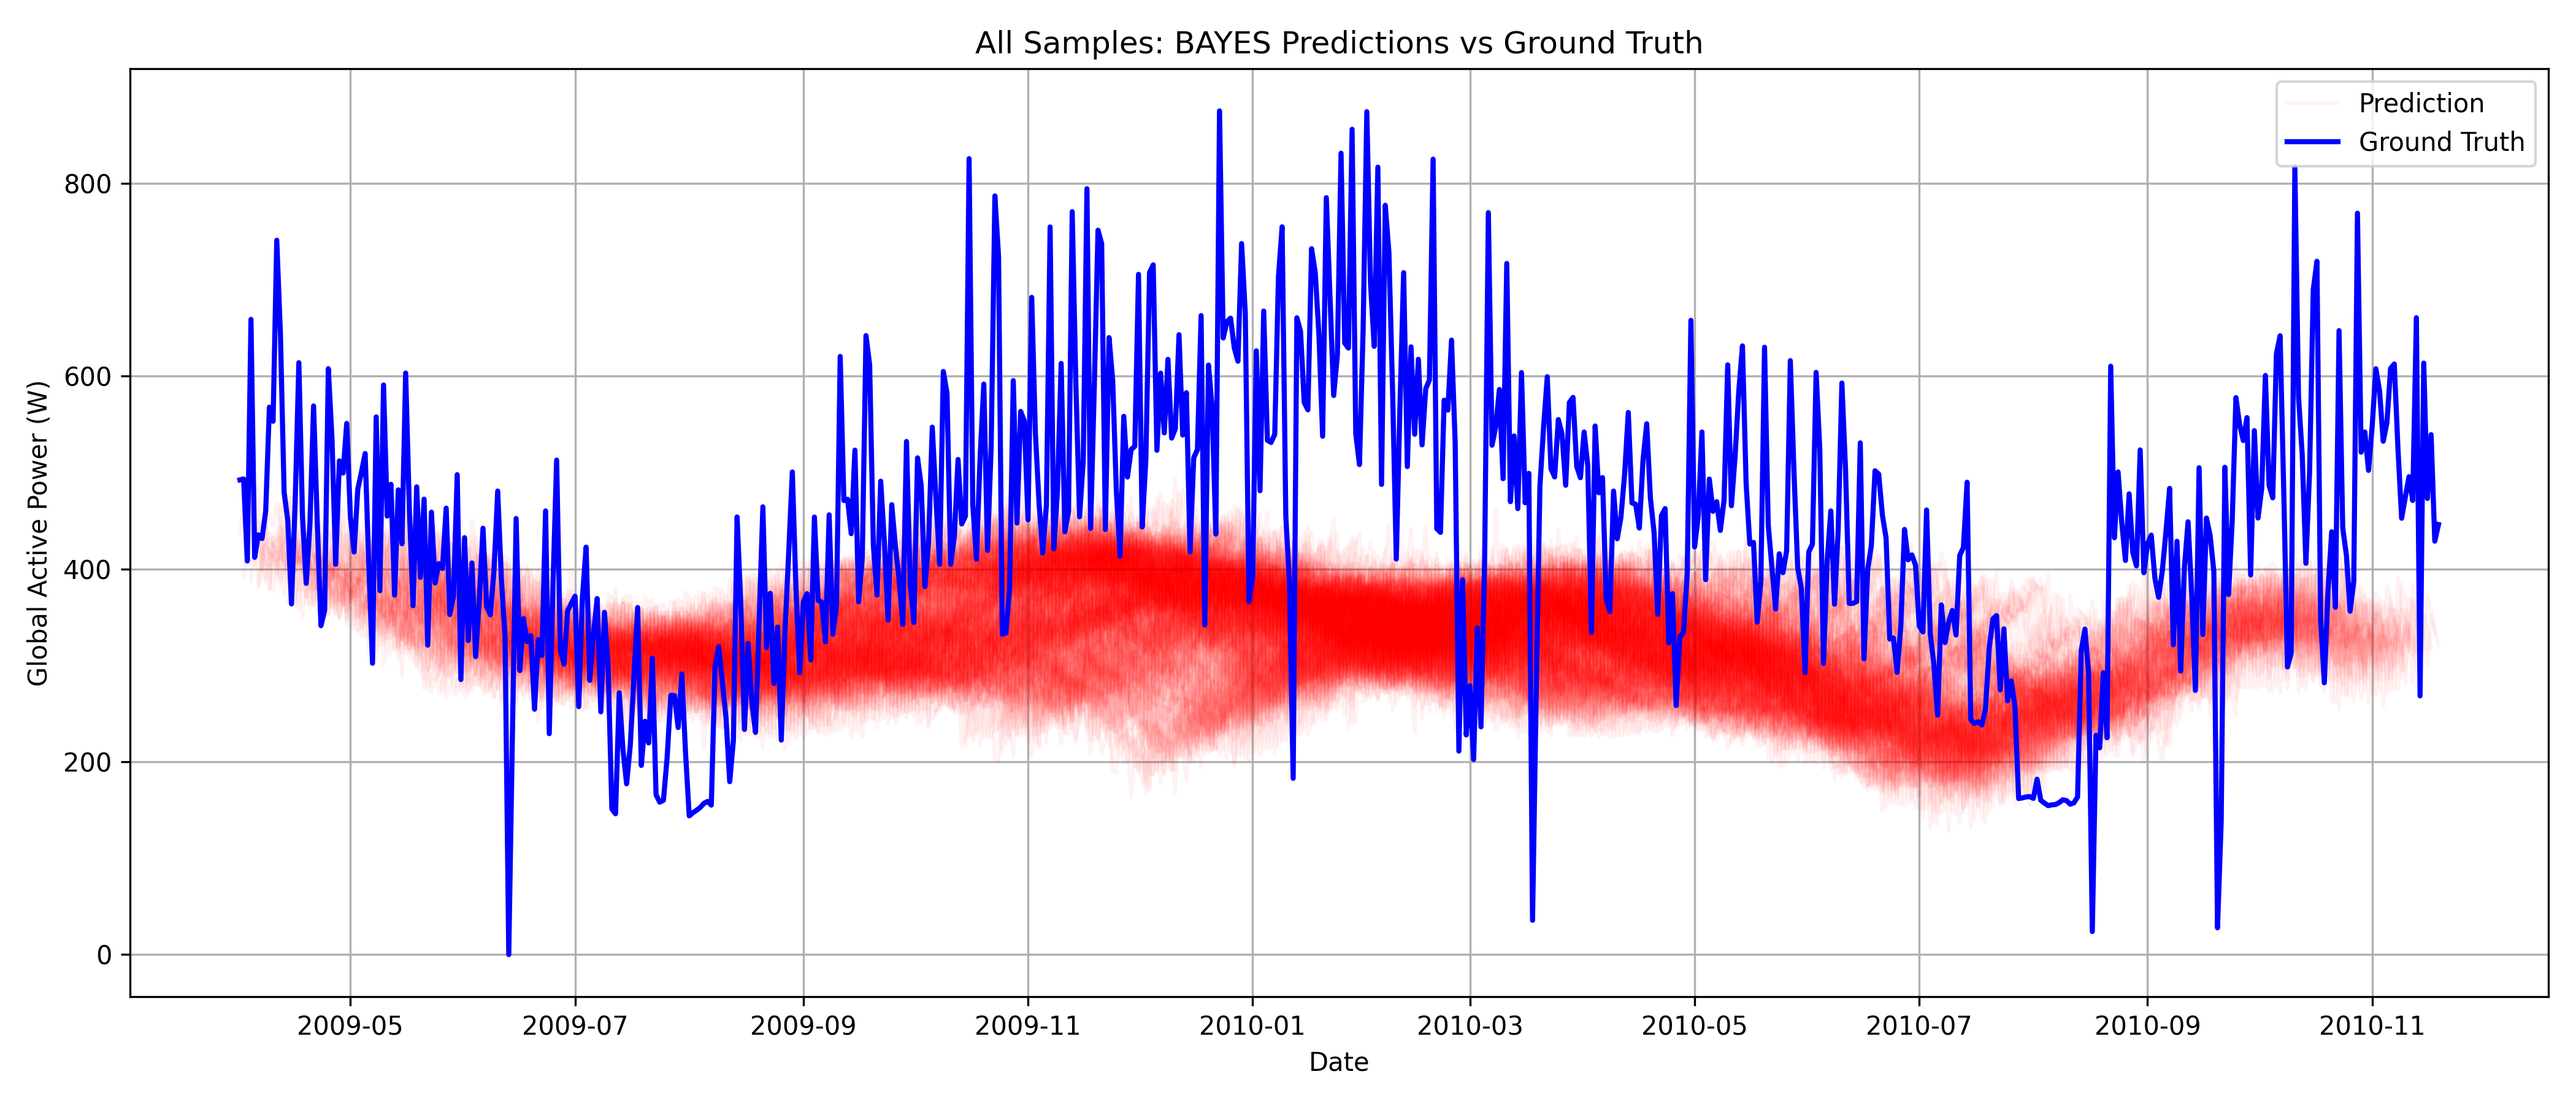 All Samples: BAYES Predictions vs Ground Truth
Prediction
Ground Truth
Global Active Power (W)
800
600
400
200
0
2009-05 2009-07 2009-09 2009-11 2010-01 2010-03 2010-05 2010-07 2010-09 2010-11
Date